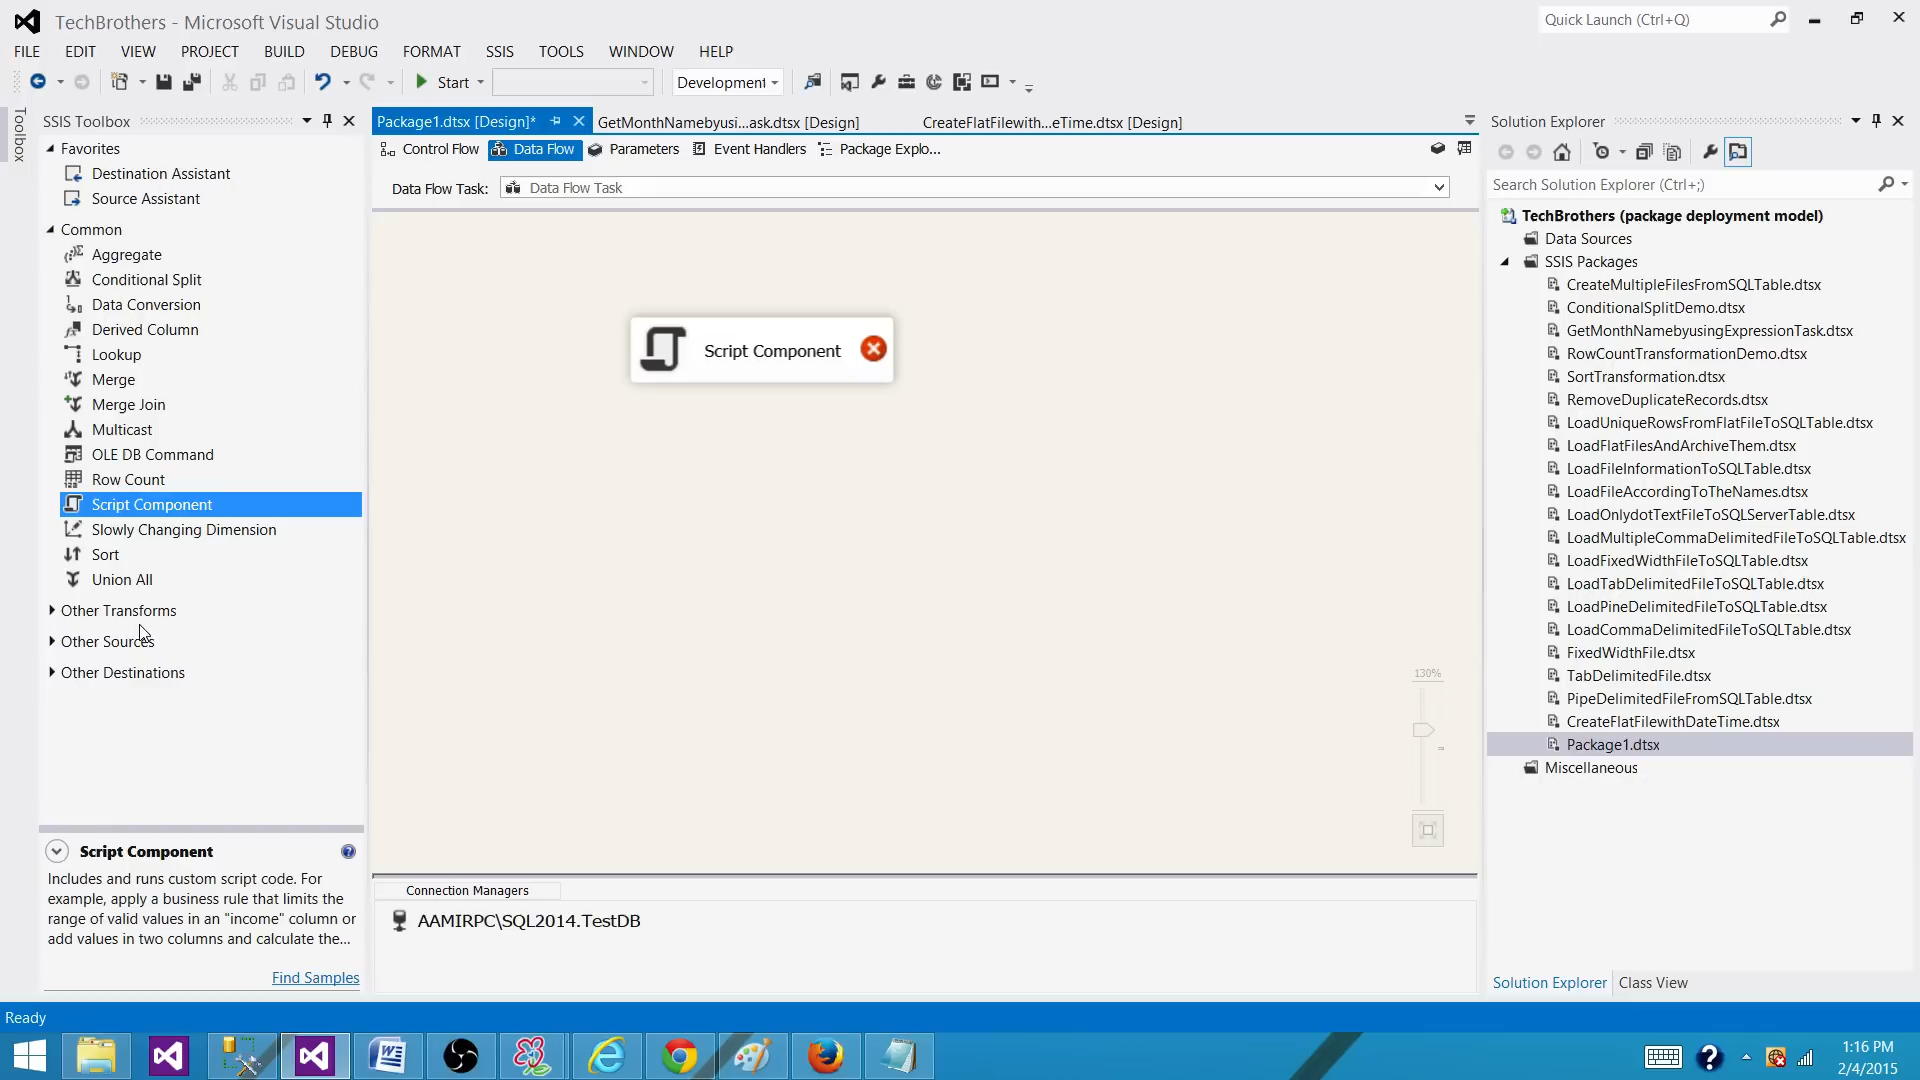 TechBrothers - Microsoft Visual Studio
Quick Launch (Ctrl+Q)
FILE EDIT VIEW PROJECT BUILD DEBUG FORMAT SSIS TOOLS WINDOW HELP
Start
Development
Toolbox
SSIS Toolbox
Favorites
Destination Assistant
Source Assistant
Common
Aggregate
Conditional Split
Data Conversion
Derived Column
Lookup
Merge
Merge Join
Multicast
OLE DB Command
Row Count
Script Component
Slowly Changing Dimension
Sort
Union All
Other Transforms
Other Sources
Other Destinations
Script Component
Includes and runs custom script code. For
example, apply a business rule that limits the
range of valid values in an "income" column or
add values in two columns and calculate the...
Find Samples
Package1.dtsx [Design]* GetMonthNamebyusi...ask.dtsx [Design] CreateFlatFilewith...eTime.dtsx [Design]
Control Flow Data Flow Parameters Event Handlers Package Explo...
Data Flow Task: Data Flow Task
Script Component
130%
Connection Managers
AAMIRPC\SQL2014.TestDB
Solution Explorer
Search Solution Explorer (Ctrl+;)
TechBrothers (package deployment model)
Data Sources
SSIS Packages
CreateMultipleFilesFromSQLTable.dtsx
ConditionalSplitDemo.dtsx
GetMonthNamebyusingExpressionTask.dtsx
RowCountTransformationDemo.dtsx
SortTransformation.dtsx
RemoveDuplicateRecords.dtsx
LoadUniqueRowsFromFlatFileToSQLTable.dtsx
LoadFlatFilesAndArchiveThem.dtsx
LoadFileInformationToSQLTable.dtsx
LoadFileAccordingToTheNames.dtsx
LoadOnlydotTextFileToSQLServerTable.dtsx
LoadMultipleCommaDelimitedFileToSQLTable.dtsx
LoadFixedWidthFileToSQLTable.dtsx
LoadTabDelimitedFileToSQLTable.dtsx
LoadPineDelimitedFileToSQLTable.dtsx
LoadCommaDelimitedFileToSQLTable.dtsx
FixedWidthFile.dtsx
TabDelimitedFile.dtsx
PipeDelimitedFileFromSQLTable.dtsx
CreateFlatFilewithDateTime.dtsx
Package1.dtsx
Miscellaneous
Solution Explorer Class View
Ready
1:16 PM
2/4/2015